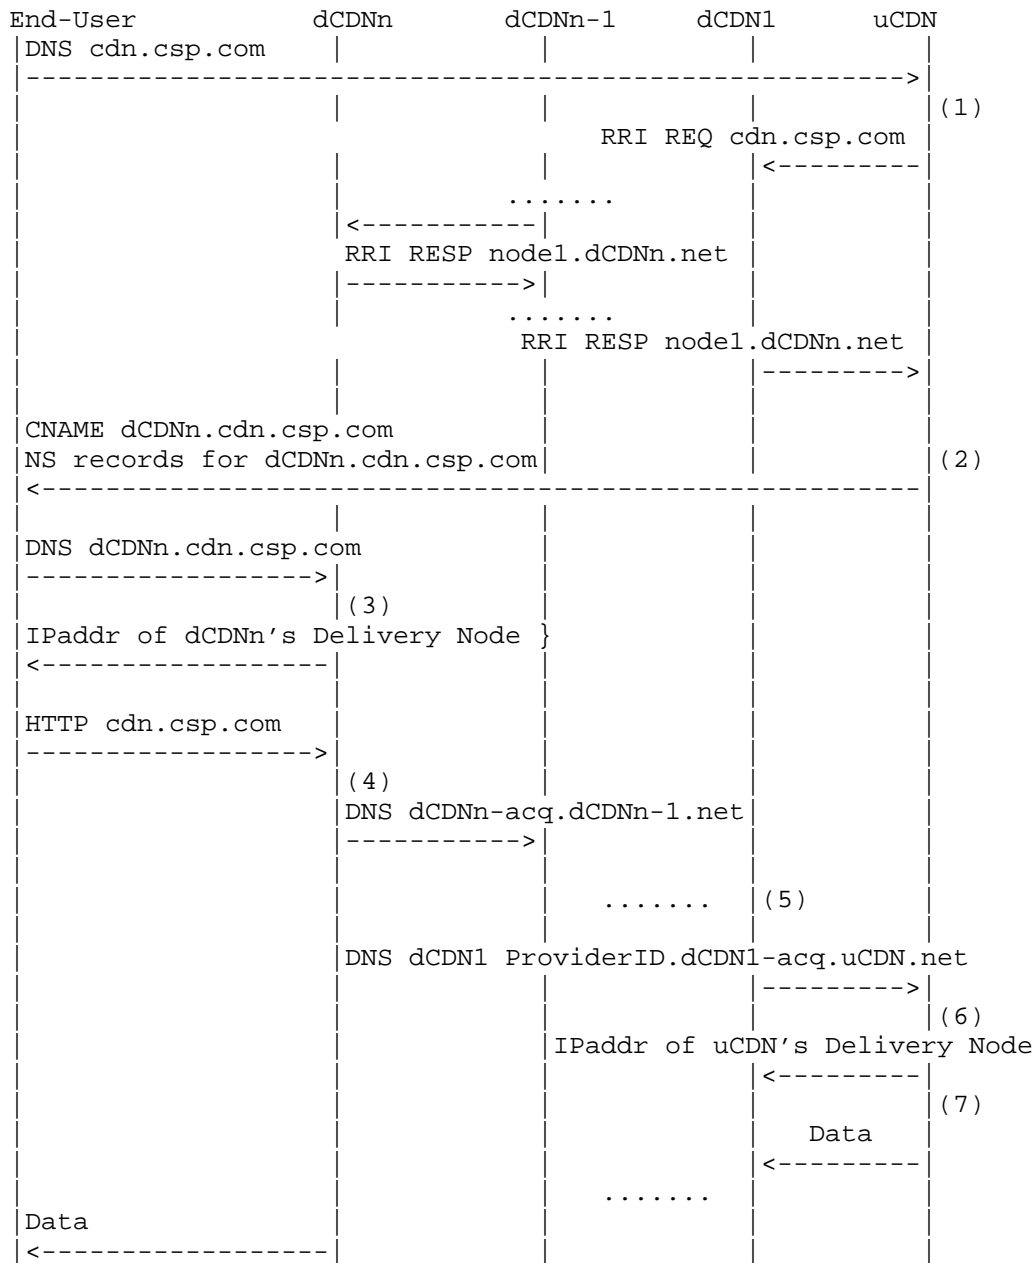 End-User dCDNn dCDNn-1 dCDN1 uCDN
|DNS cdn.csp.com | | | |
|------------------------------------------------------->|
| | | | |(1)
| | | RRI REQ cdn.csp.com |
| | | |<---------|
| | ....... | |
| |<------------| | |
| RRI RESP node1.dCDNn.net | |
| |----------->| | |
| | ....... | |
| | RRI RESP node1.dCDNn.net |
| | | |--------->|
| | | | |
|CNAME dCDNn.cdn.csp.com | | |
|NS records for dCDNn.cdn.csp.com| | |(2)
|<-------------------------------------------------------|
| | | | |
|DNS dCDNn.cdn.csp.com | | |
|------------------>| | | |
| |(3) | | |
|IPaddr of dCDNn's Delivery Node } | |
|<------------------| | | |
| | | | |
|HTTP cdn.csp.com | | | |
|------------------>| | | |
| |(4) | | |
| |DNS dCDNn-acq.dCDNn-1.net| |
| |----------->| | |
| | | | |
| | | ....... |(5) |
| | | | |
| |DNS dCDN1 ProviderID.dCDN1-acq.uCDN.net
| | | |--------->|
| | | | |(6)
| | |IPaddr of uCDN's Delivery Node
| | | |<---------|
| | | | |(7)
| | | | Data |
| | | |<---------|
| | | ....... | |
|Data | | | |
|<------------------| | | |